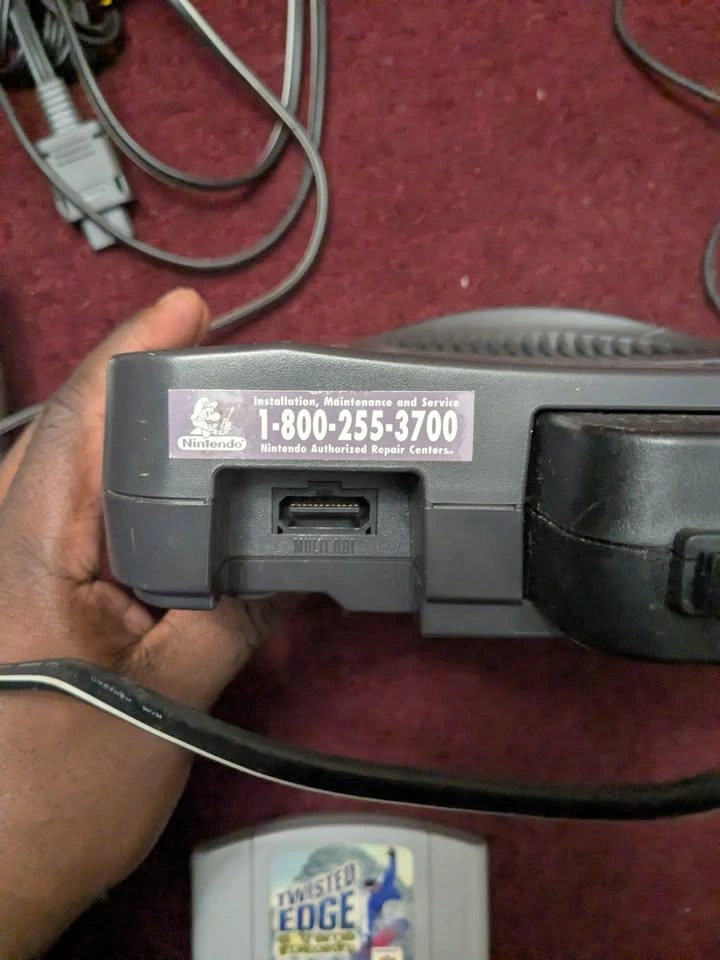 Installation, Maintenance and Service
1-800-255-3700
Nintendo
Nintendo Authorized Repair Centers
MULTI OUT
TWISTED
EDGE